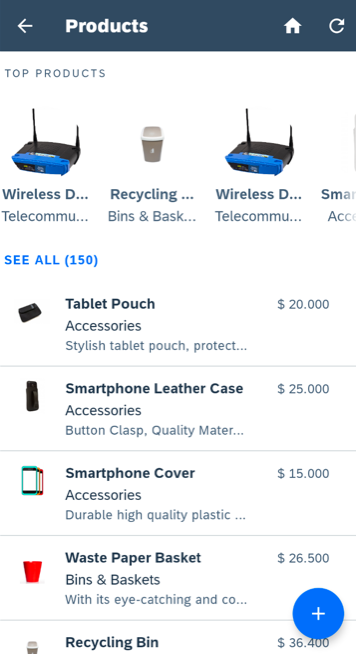 Products
TOP PRODUCTS
Wireless D... Recycling ... Wireless D... Smar
Telecommu... Bins & Bask... Telecommu... Acce
SEE ALL (150)
Tablet Pouch $ 20.000
Accessories
Stylish tablet pouch, protect...
Smartphone Leather Case $ 25.000
Accessories
Button Clasp, Quality Mater...
Smartphone Cover $ 15.000
Accessories
Durable high quality plastic ...
Waste Paper Basket $ 26.500
Bins & Baskets
With its eye-catching and co...
Recycling Bin $ 36.400